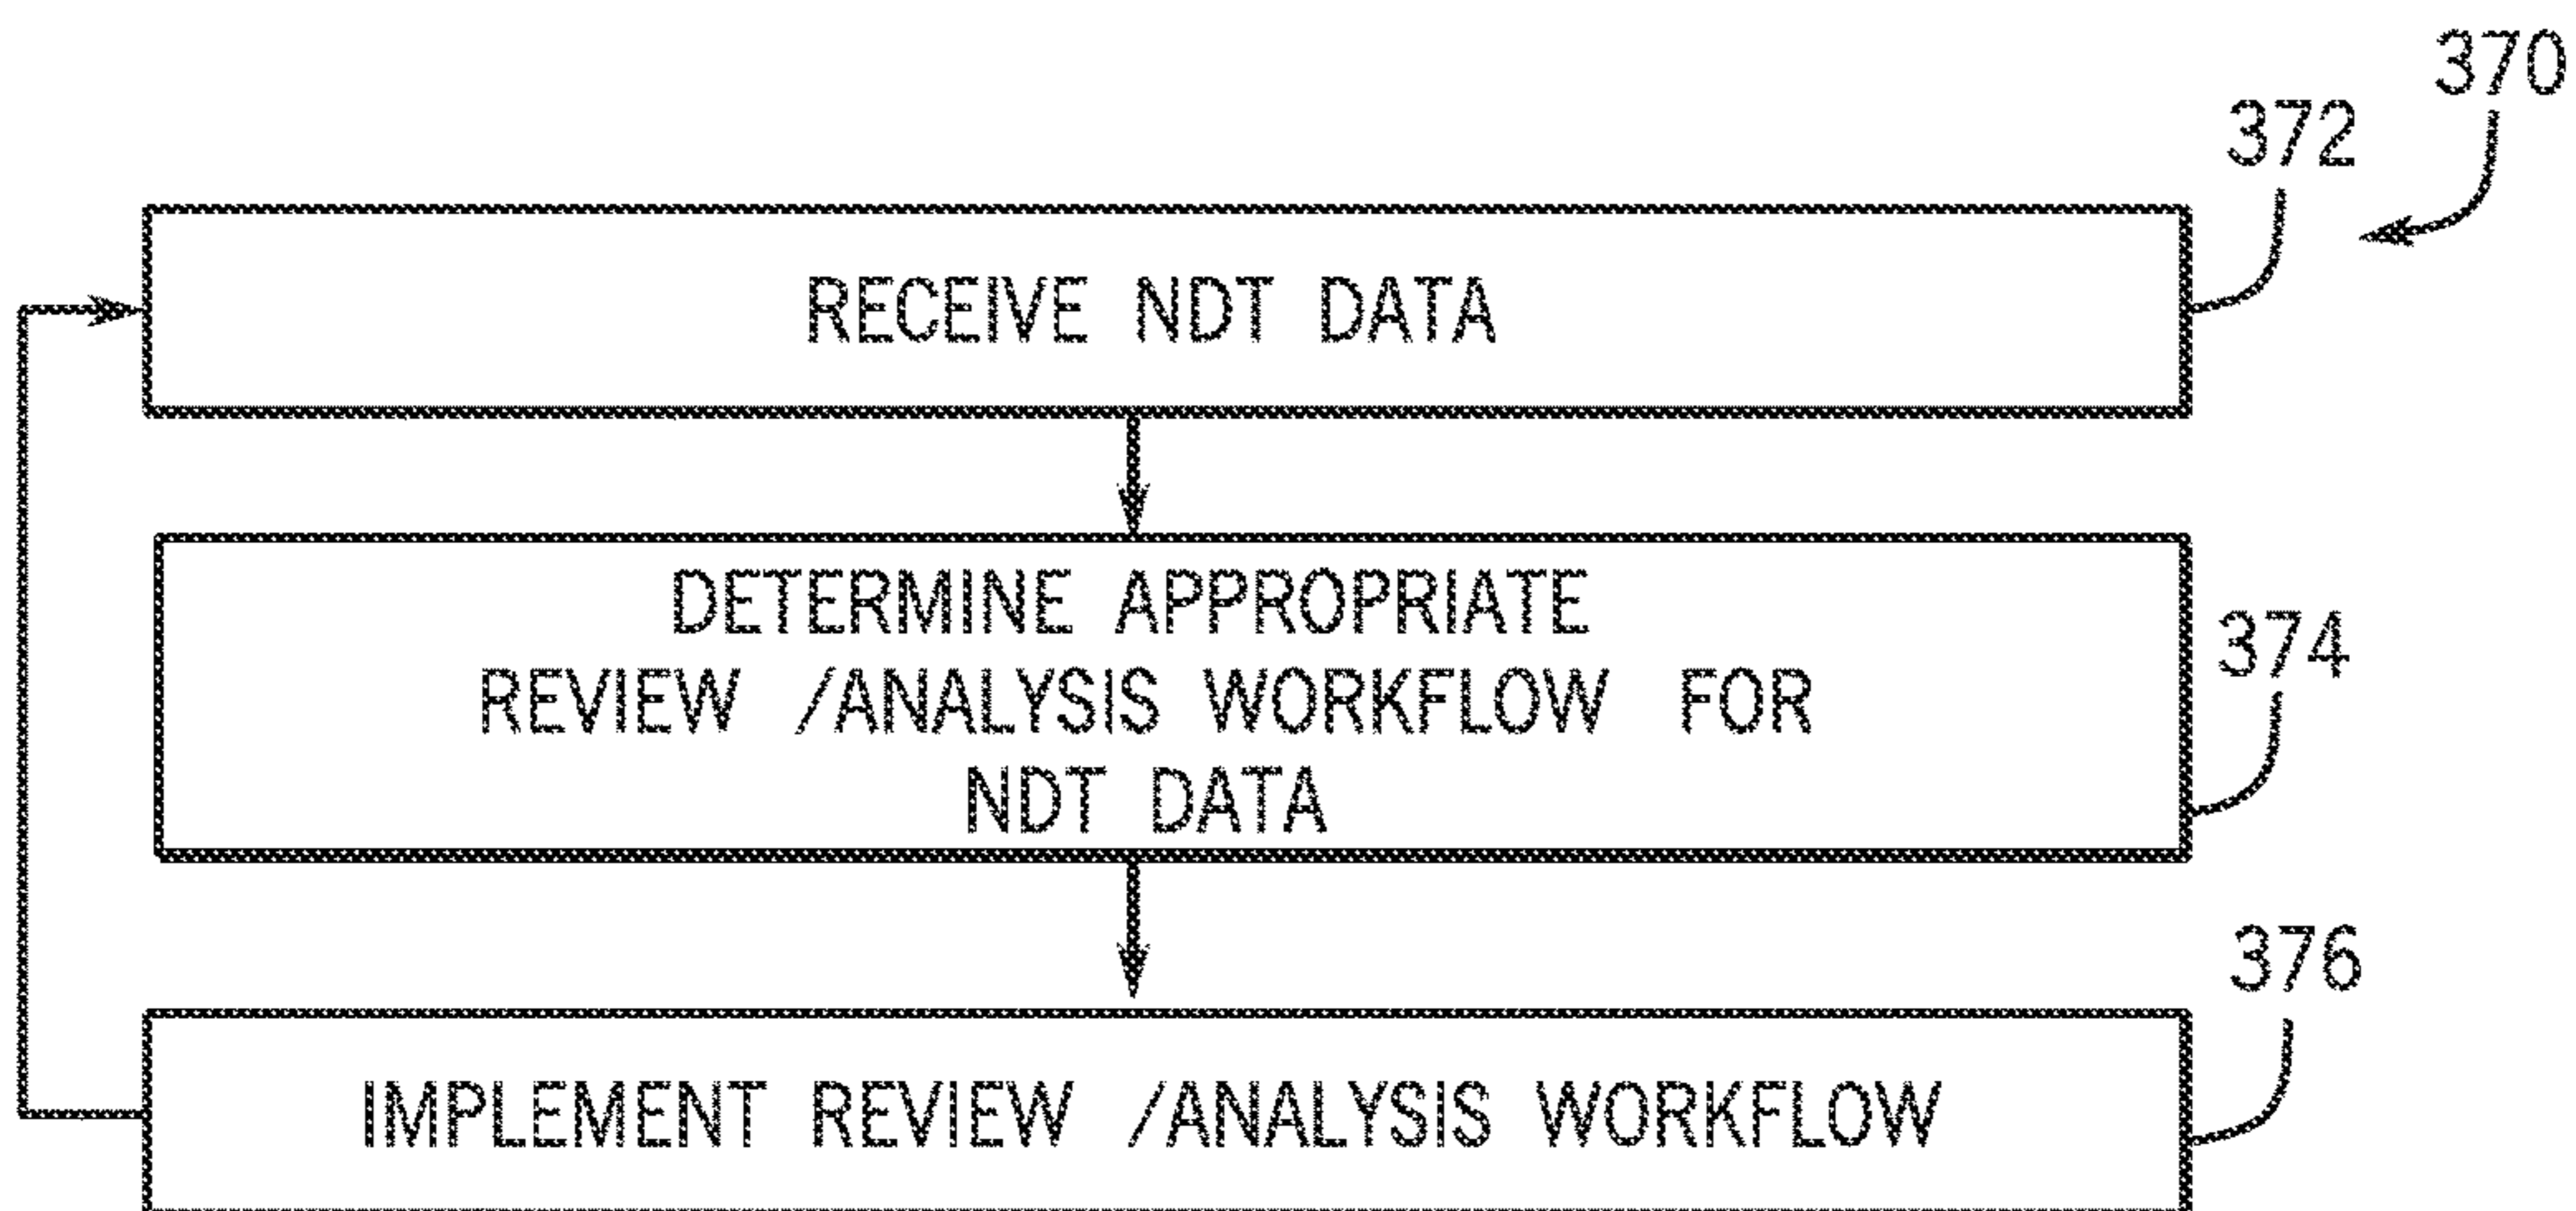 370
372
RECEIVE NDT DATA
DETERMINE APPROPRIATE
REVIEW /ANALYSIS WORKFLOW FOR
NDT DATA
374
376
IMPLEMENT REVIEW /ANALYSIS WORKFLOW